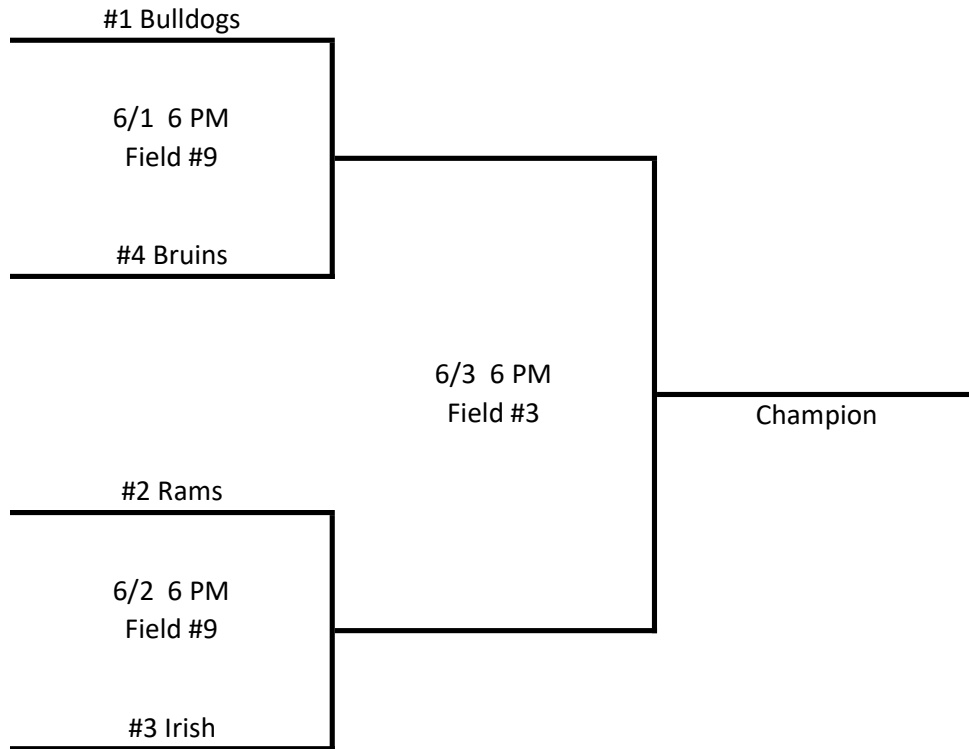 #1 Bulldogs
6/1  6 PM
Field #9
#4 Bruins
6/3  6 PM
Field #3
Champion
#2 Rams
6/2  6 PM
Field #9
#3 Irish